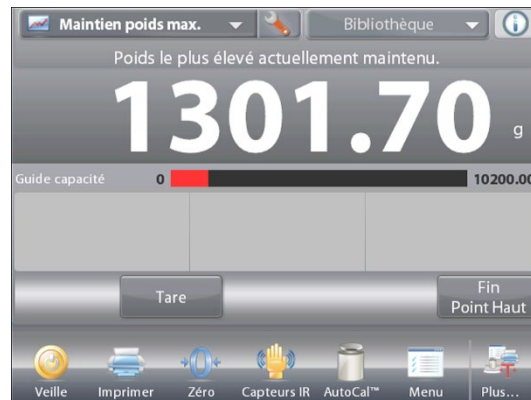 Maintien poids max. Bibliothèque
Poids le plus élevé actuellement maintenu.
1301.70 g
Guide capacité 0 10200.00
Tare
Fin
Point Haut
Veille Imprimer Zéro Capteurs IR AutoCal™ Menu Plus...